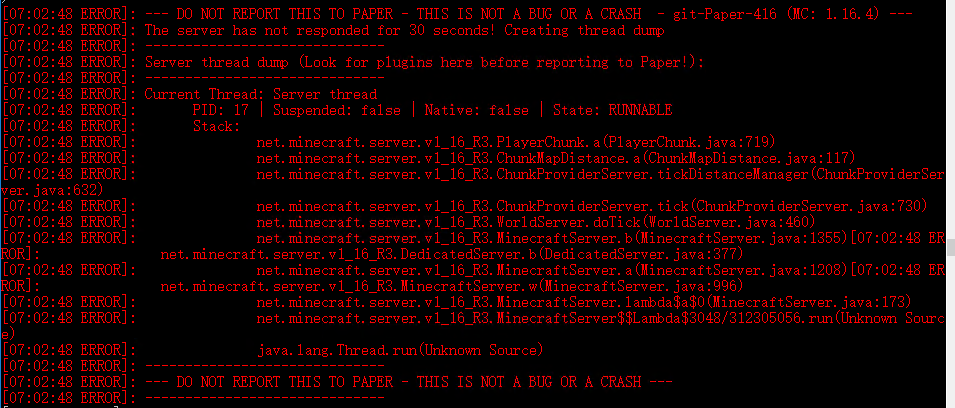 [07:02:48 ERROR]: --- DO NOT REPORT THIS TO PAPER - THIS IS NOT A BUG OR A CRASH  - git-Paper-416 (MC: 1.16.4) ---
[07:02:48 ERROR]: The server has not responded for 30 seconds! Creating thread dump
[07:02:48 ERROR]: ------------------------------
[07:02:48 ERROR]: Server thread dump (Look for plugins here before reporting to Paper!):
[07:02:48 ERROR]: ------------------------------
[07:02:48 ERROR]: Current Thread: Server thread
[07:02:48 ERROR]:       PID: 17 | Suspended: false | Native: false | State: RUNNABLE
[07:02:48 ERROR]:       Stack:
[07:02:48 ERROR]:               net.minecraft.server.v1_16_R3.PlayerChunk.a(PlayerChunk.java:719)
[07:02:48 ERROR]:               net.minecraft.server.v1_16_R3.ChunkMapDistance.a(ChunkMapDistance.java:117)
[07:02:48 ERROR]:               net.minecraft.server.v1_16_R3.ChunkProviderServer.tickDistanceManager(ChunkProviderSer
ver.java:632)
[07:02:48 ERROR]:               net.minecraft.server.v1_16_R3.ChunkProviderServer.tick(ChunkProviderServer.java:730)
[07:02:48 ERROR]:               net.minecraft.server.v1_16_R3.WorldServer.doTick(WorldServer.java:460)
[07:02:48 ERROR]:               net.minecraft.server.v1_16_R3.MinecraftServer.b(MinecraftServer.java:1355)[07:02:48 ER
ROR]:               net.minecraft.server.v1_16_R3.DedicatedServer.b(DedicatedServer.java:377)
[07:02:48 ERROR]:               net.minecraft.server.v1_16_R3.MinecraftServer.a(MinecraftServer.java:1208)[07:02:48 ER
ROR]:               net.minecraft.server.v1_16_R3.MinecraftServer.w(MinecraftServer.java:996)
[07:02:48 ERROR]:               net.minecraft.server.v1_16_R3.MinecraftServer.lambda$a$0(MinecraftServer.java:173)
[07:02:48 ERROR]:               net.minecraft.server.v1_16_R3.MinecraftServer$$Lambda$3048/312305056.run(Unknown Sourc
e)
[07:02:48 ERROR]:               java.lang.Thread.run(Unknown Source)
[07:02:48 ERROR]: ------------------------------
[07:02:48 ERROR]: --- DO NOT REPORT THIS TO PAPER - THIS IS NOT A BUG OR A CRASH ---
[07:02:48 ERROR]: ------------------------------